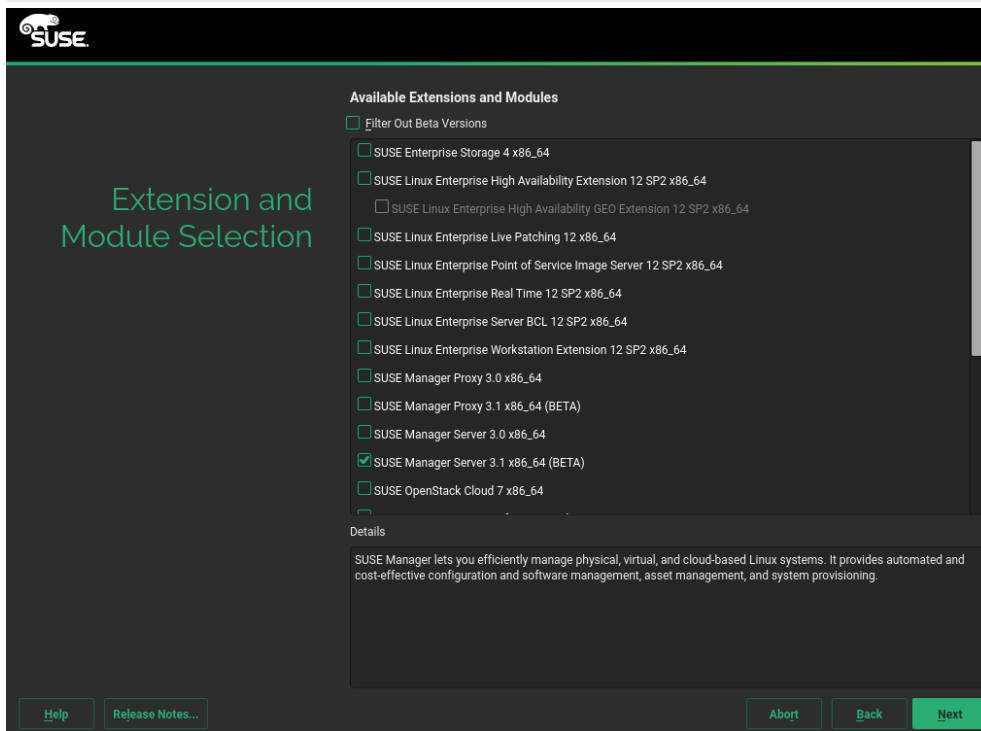 SUSE.
Available Extensions and Modules
Filter Out Beta Versions
Extension and
Module Selection
SUSE Enterprise Storage 4 x86_64
SUSE Linux Enterprise High Availability Extension 12 SP2 x86_64
SUSE Linux Enterprise High Availability GEO Extension 12 SP2 x86_64
SUSE Linux Enterprise Live Patching 12 x86_64
SUSE Linux Enterprise Point of Service Image Server 12 SP2 x86_64
SUSE Linux Enterprise Real Time 12 SP2 x86_64
SUSE Linux Enterprise Server BCL 12 SP2 x86_64
SUSE Linux Enterprise Workstation Extension 12 SP2 x86_64
SUSE Manager Proxy 3.0 x86_64
SUSE Manager Proxy 3.1 x86_64 (BETA)
SUSE Manager Server 3.0 x86_64
SUSE Manager Server 3.1 x86_64 (BETA)
SUSE OpenStack Cloud 7 x86_64
Details
SUSE Manager lets you efficiently manage physical, virtual, and cloud-based Linux systems. It provides automated and
cost-effective configuration and software management, asset management, and system provisioning.
Help
Release Notes...
Abort
Back
Next